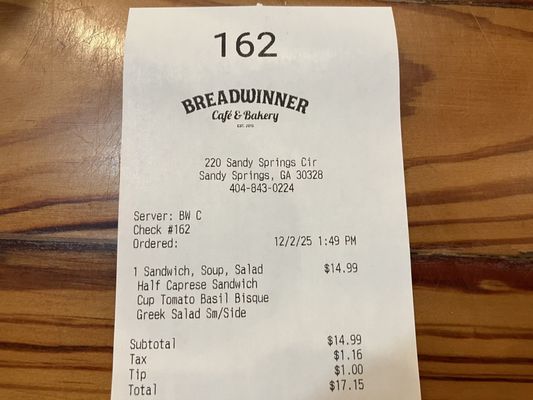 162
BREADWINNER
Café & Bakery
EST. 2015
220 Sandy Springs Cir
Sandy Springs, GA 30328
404-843-0224
Server: BW C
Check #162
Ordered: 12/2/25 1:49 PM
1 Sandwich, Soup, Salad $14.99
Half Caprese Sandwich
Cup Tomato Basil Bisque
Greek Salad Sm/Side
Subtotal $14.99
Tax $1.16
Tip $1.00
Total $17.15